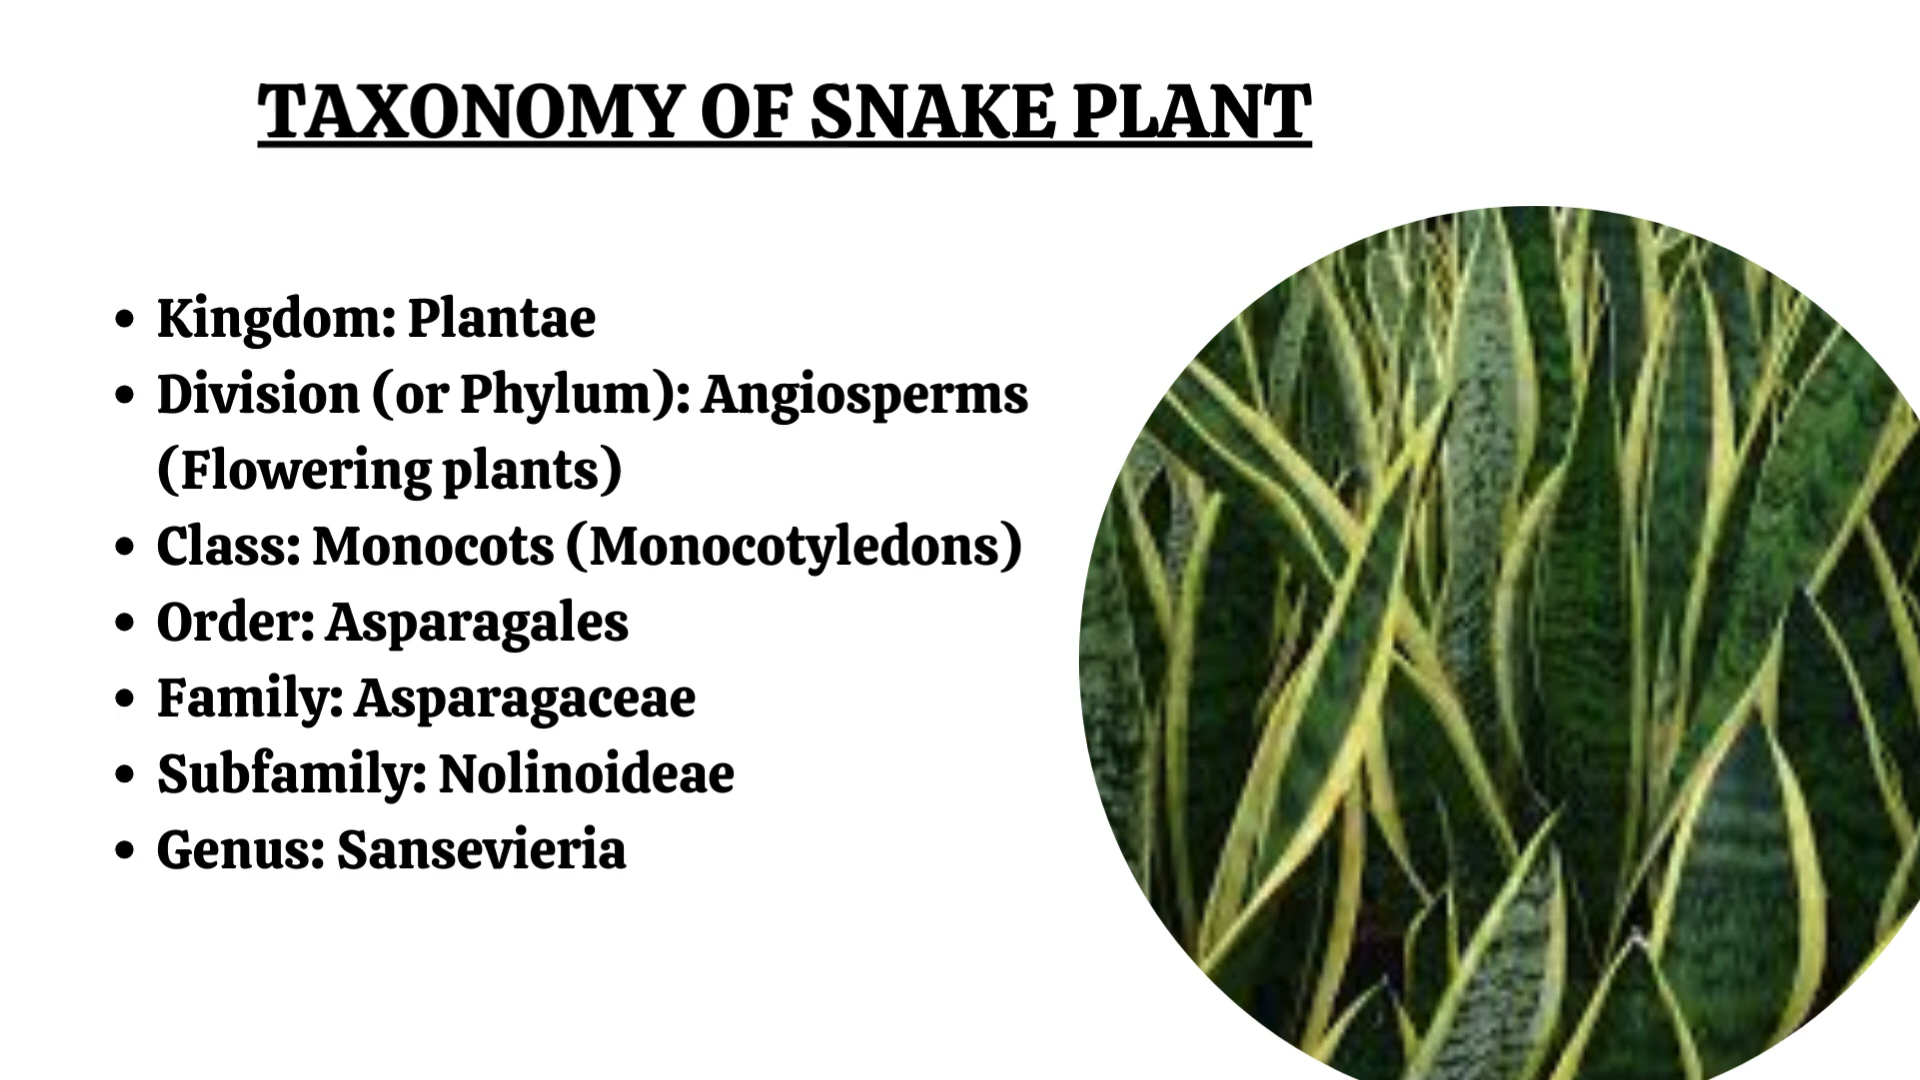 TAXONOMY OF SNAKE PLANT
• Kingdom: Plantae
• Division (or Phylum): Angiosperms
(Flowering plants)
• Class: Monocots (Monocotyledons)
• Order: Asparagales
• Family: Asparagaceae
• Subfamily: Nolinoideae
• Genus: Sansevieria